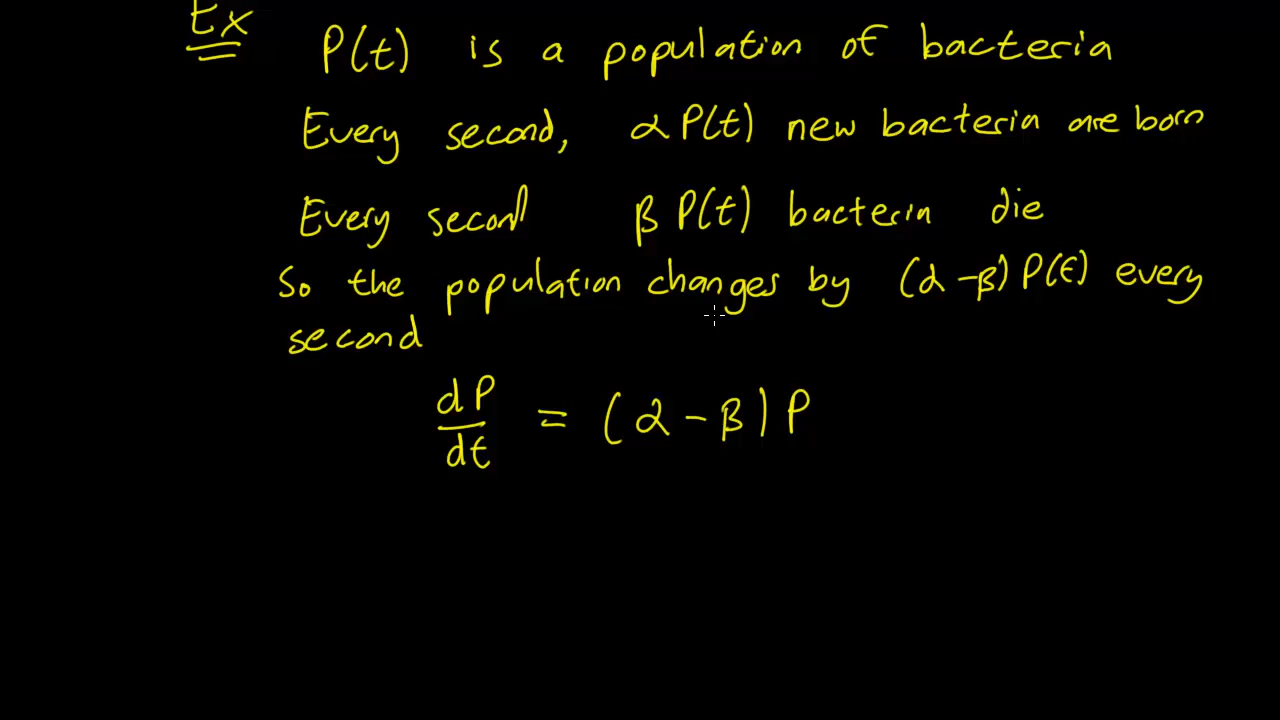 Ex
P(t) is a population of bacteria
Every second, αP(t) new bacteria are born
Every second β P(t) bacteria die
So the population changes by (α-β)P(t) every
second
dP/dt = (α - β) P